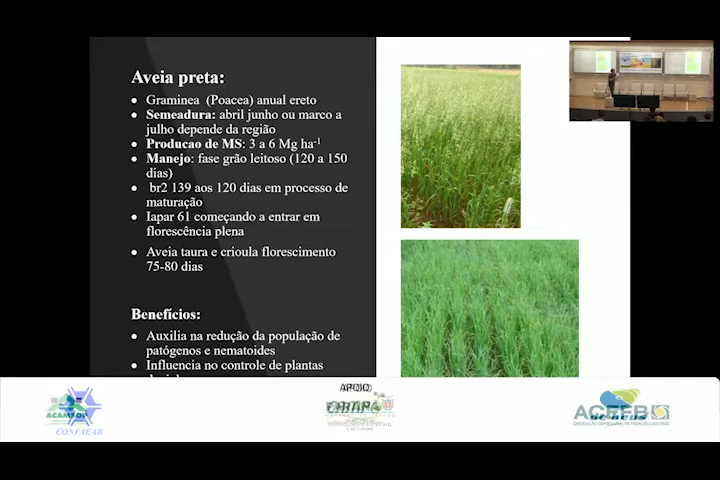 Aveia preta:
• Graminea (Poacea) anual ereto
• Semeadura: abril junho ou marco a
julho depende da região
• Producao de MS: 3 a 6 Mg ha-1
• Manejo: fase grão leitoso (120 a 150
dias)
• br2 139 aos 120 dias em processo de
maturação
• Iapar 61 começando a entrar em
florescência plena
• Aveia taura e crioula florescimento
75-80 dias
Benefícios:
• Auxilia na redução da população de
patógenos e nematoides
• Influencia no controle de plantas
APOIO
CONFAEAB